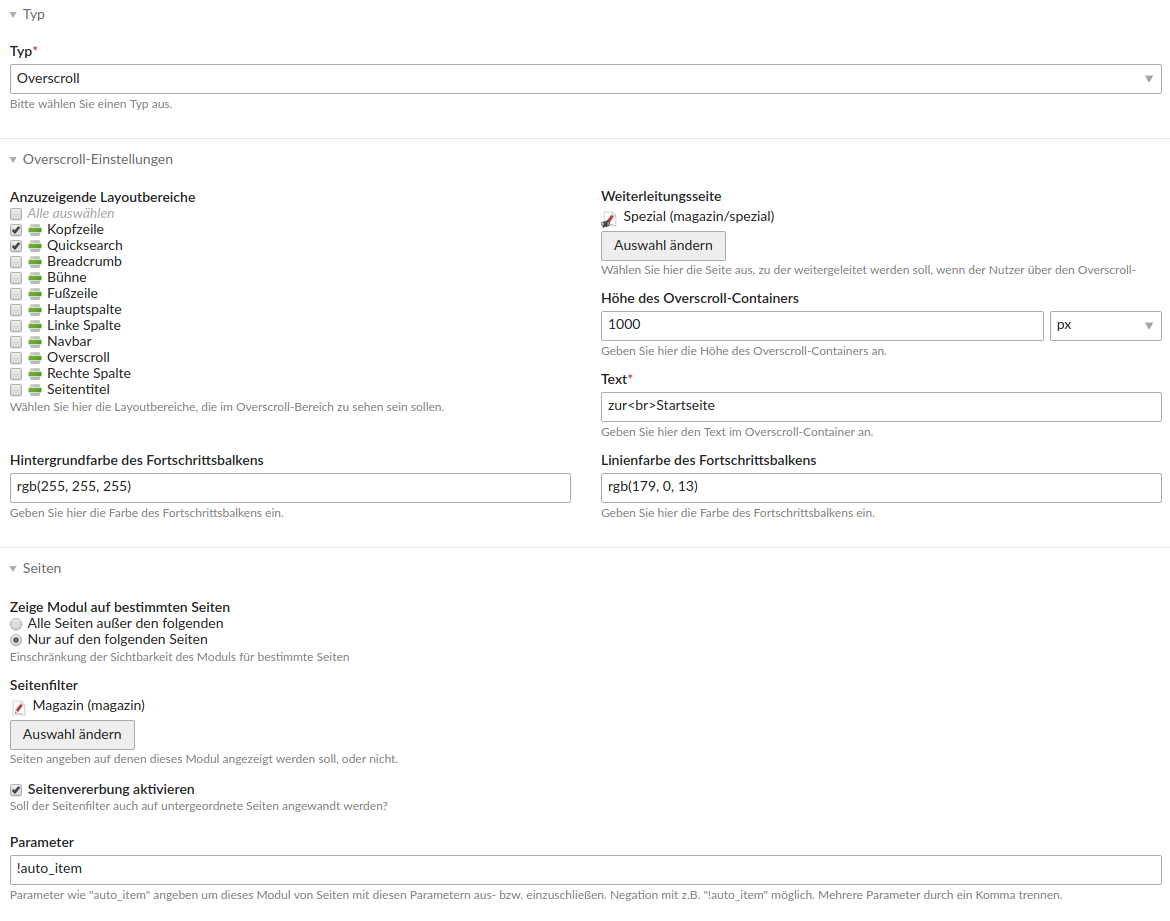 Typ
Typ*
Overscroll
Bitte wählen Sie einen Typ aus.
Overscroll-Einstellungen
Anzuzeigende Layoutbereiche
Alle auswählen
Kopfzeile
Quicksearch
Breadcrumb
Bühne
Fußzeile
Hauptspalte
Linke Spalte
Navbar
Overscroll
Rechte Spalte
Seitentitel
Wählen Sie hier die Layoutbereiche, die im Overscroll-Bereich zu sehen sein sollen.
Weiterleitungsseite
Spezial (magazin/spezial)
Auswahl ändern
Wählen Sie hier die Seite aus, zu der weitergeleitet werden soll, wenn der Nutzer über den Overscroll-
Höhe des Overscroll-Containers
1000 px
Geben Sie hier die Höhe des Overscroll-Containers an.
Text*
zur<br>Startseite
Geben Sie hier den Text im Overscroll-Container an.
Hintergrundfarbe des Fortschrittsbalkens
rgb(255, 255, 255)
Geben Sie hier die Farbe des Fortschrittsbalkens ein.
Linienfarbe des Fortschrittsbalkens
rgb(179, 0, 13)
Geben Sie hier die Farbe des Fortschrittsbalkens ein.
Seiten
Zeige Modul auf bestimmten Seiten
Alle Seiten außer den folgenden
Nur auf den folgenden Seiten
Einschränkung der Sichtbarkeit des Moduls für bestimmte Seiten
Seitenfilter
Magazin (magazin)
Auswahl ändern
Seiten angeben auf denen dieses Modul angezeigt werden soll, oder nicht.
Seitenvererbung aktivieren
Soll der Seitenfilter auch auf untergeordnete Seiten angewandt werden?
Parameter
!auto_item
Parameter wie "auto_item" angeben um dieses Modul von Seiten mit diesen Parametern aus- bzw. einzuschließen. Negation mit z.B. "!auto_item" möglich. Mehrere Parameter durch ein Komma trennen.